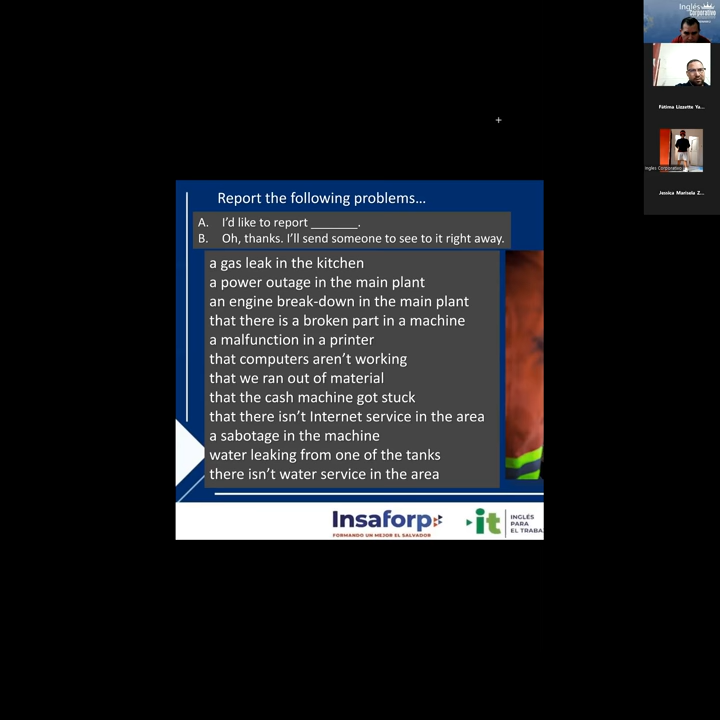 Inglés
corporativo
Fátima Lizzette Ya...
Inglés Corporativo
Jessica Marisela Z...
Report the following problems...
A. I'd like to report _______.
B. Oh, thanks. I'll send someone to see to it right away.
a gas leak in the kitchen
a power outage in the main plant
an engine break-down in the main plant
that there is a broken part in a machine
a malfunction in a printer
that computers aren't working
that we ran out of material
that the cash machine got stuck
that there isn't Internet service in the area
a sabotage in the machine
water leaking from one of the tanks
there isn't water service in the area
Insaforp
FORMANDO UN MEJOR EL SALVADOR
it
INGLÉS
PARA
EL TRABA